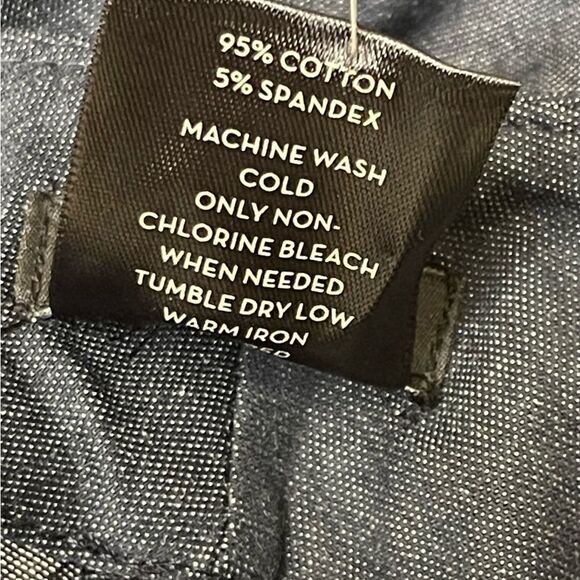 95% COTTON
5% SPANDEX
MACHINE WASH
COLD
ONLY NON-
CHLORINE BLEACH
WHEN NEEDED
TUMBLE DRY LOW
WARM IRON